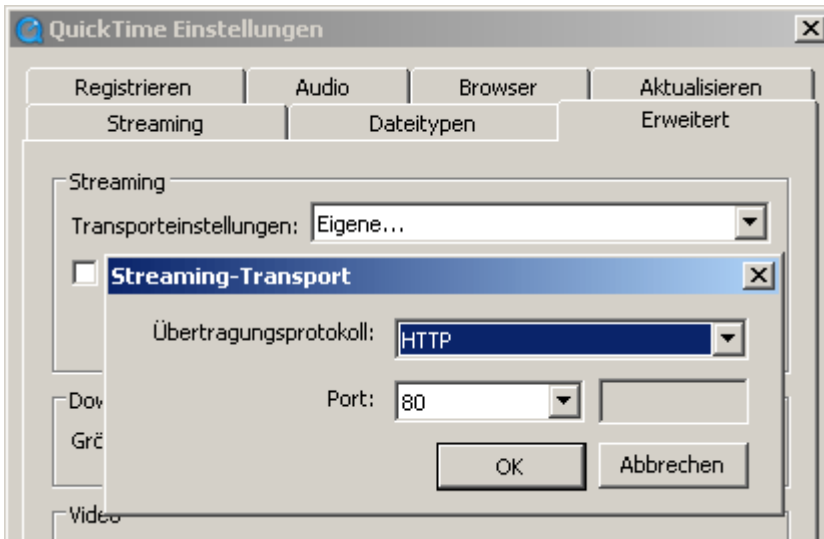 QuickTime Einstellungen
Registrieren Audio Browser Aktualisieren
Streaming Dateitypen Erweitert
Streaming
Transporteinstellungen: Eigene...
Streaming-Transport
Übertragungsprotokoll: HTTP
Port: 80
OK Abbrechen
Video